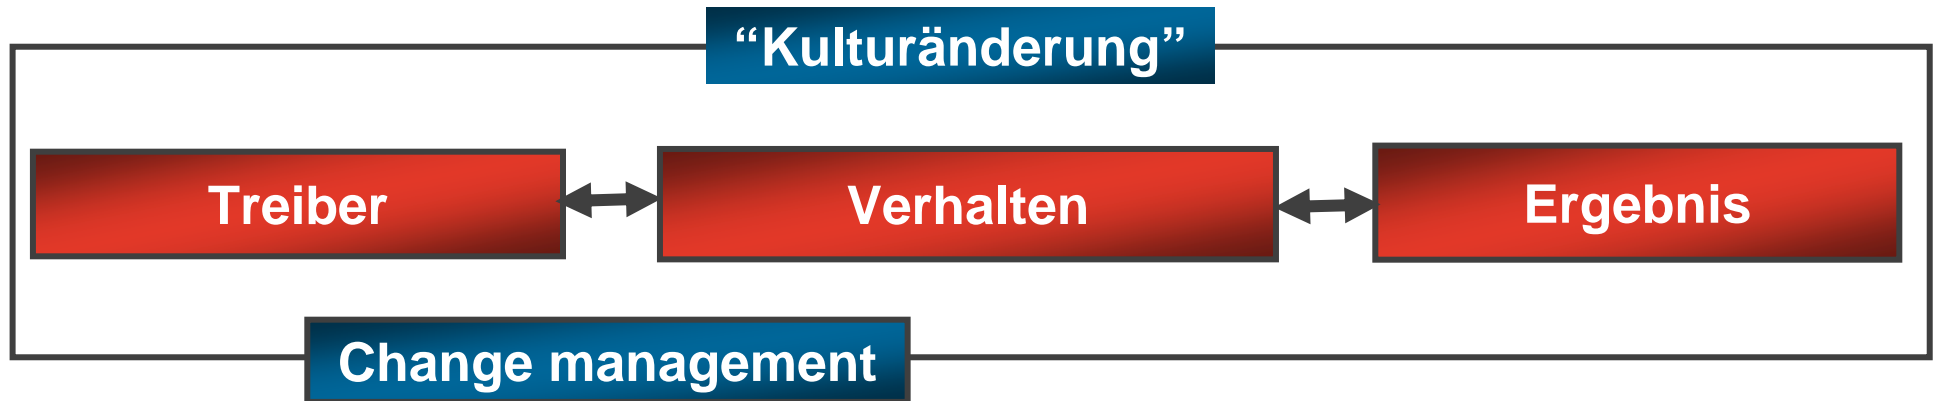 “Kulturänderung”
Treiber
Verhalten
Ergebnis
Change management